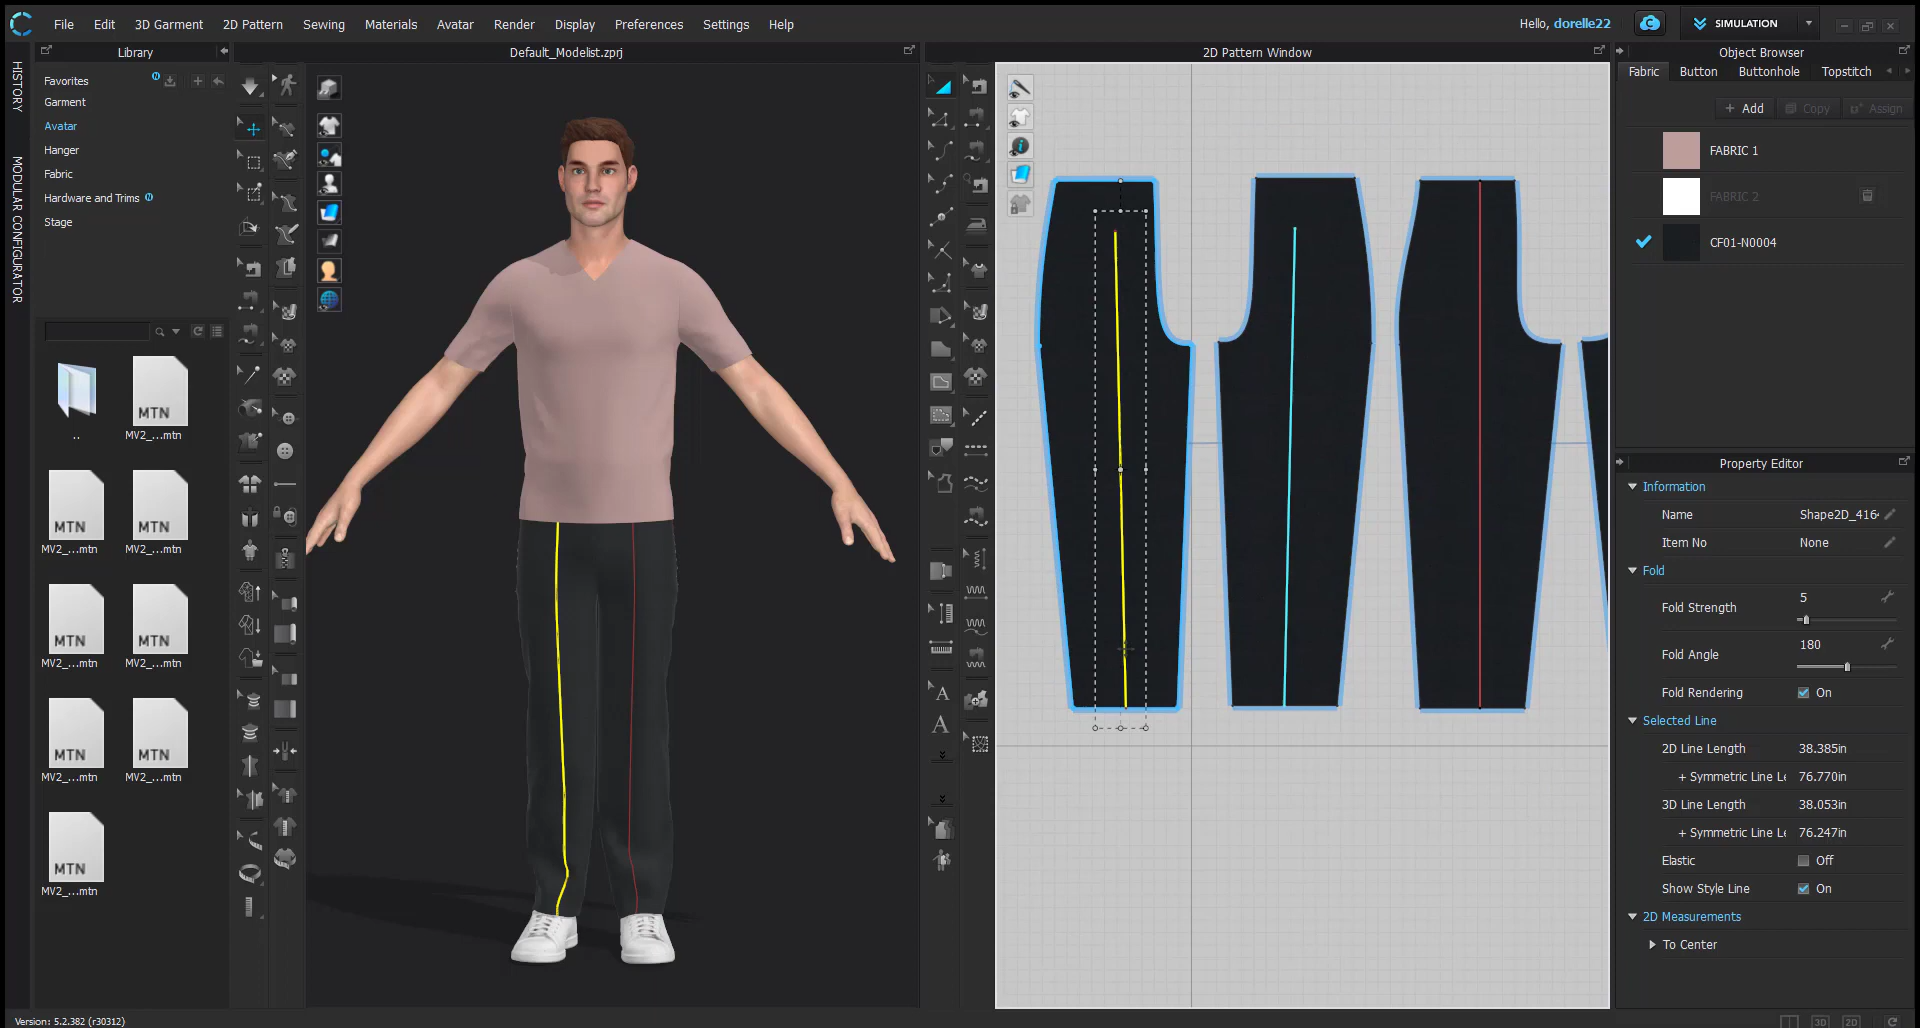 File Edit 3D Garment 2D Pattern Sewing Materials Avatar Render Display Preferences Settings Help
Hello, dorelle22
SIMULATION
HISTORY
MODULAR CONFIGURATOR
Library
Favorites
Garment
Avatar
Hanger
Fabric
Hardware and Trims
Stage
..
MTN
MV2_...mtn
MTN
MV2_...mtn
MTN
MV2_...mtn
MTN
MV2_...mtn
MTN
MV2_...mtn
MTN
MV2_...mtn
MTN
MV2_...mtn
MTN
MV2_...mtn
Default_Modelist.zprj
2D Pattern Window
Object Browser
Fabric Button Buttonhole Topstitch
+ Add Copy Assign
FABRIC 1
FABRIC 2
CF01-N0004
Property Editor
Information
Name Shape2D_416
Item No None
Fold
Fold Strength 5
Fold Angle 180
Fold Rendering On
Selected Line
2D Line Length 38.385in
+ Symmetric Line Le 76.770in
3D Line Length 38.053in
+ Symmetric Line Le 76.247in
Elastic Off
Show Style Line On
2D Measurements
To Center
Version: 5.2.382 (r30312)
3D 2D